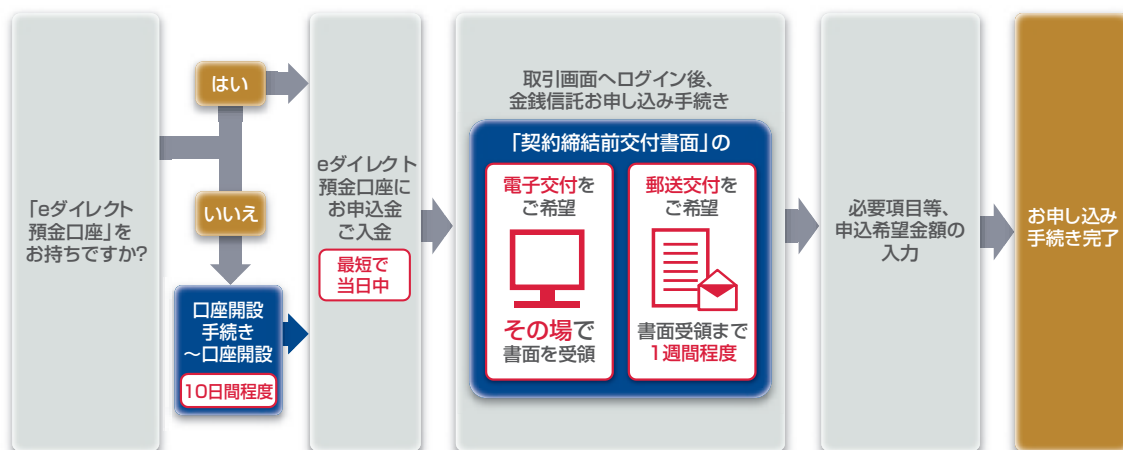 「eダイレクト
預金口座」を
お持ちですか?
はい
いいえ
口座開設
手続き
～口座開設
10日間程度
eダイレクト
預金口座に
お申込金
ご入金
最短で
当日中
取引画面へログイン後、
金銭信託お申し込み手続き
「契約締結前交付書面」の
電子交付を
ご希望
その場で
書面を受領
郵送交付を
ご希望
書面受領まで
1週間程度
必要項目等、
申込希望金額の
入力
お申し込み
手続き完了